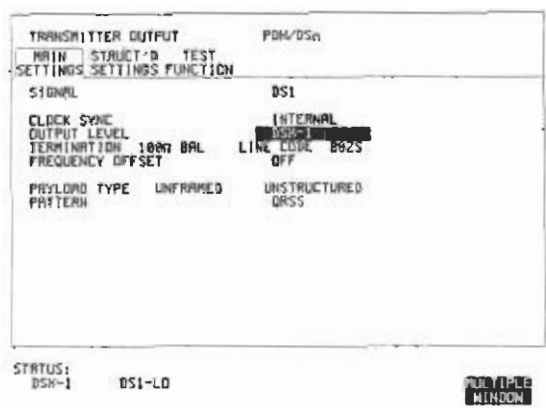 TRANSMITTER OUTPUT PDH/DSn
MAIN STRUCT'D TEST
SETTINGS SETTINGS FUNCTION
SIGNAL DS1
CLOCK SYNC INTERNAL
OUTPUT LEVEL DSX-1
TERMINATION 100Ω BAL LINE CODE B8ZS
FREQUENCY OFFSET OFF
PAYLOAD TYPE UNFRAMED UNSTRUCTURED
PATTERN QRSS
STATUS:
DSX-1 DS1-LO
MULTIPLE
WINDOW